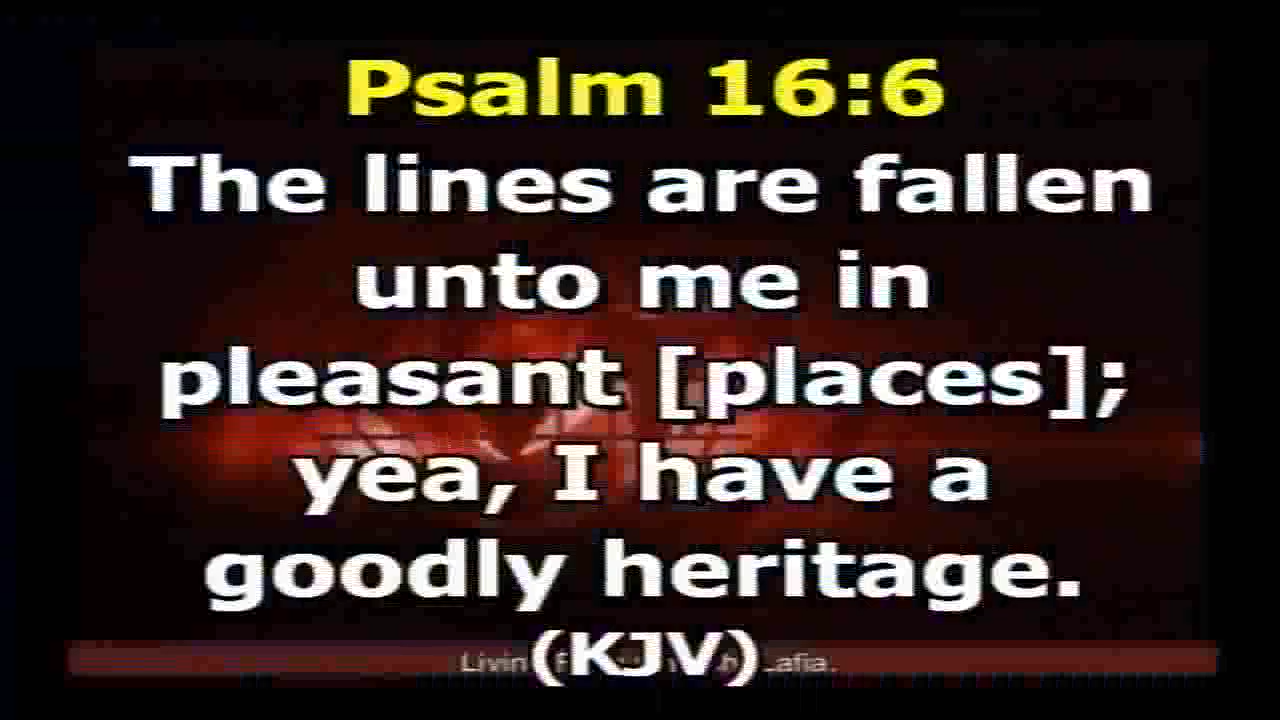 Psalm 16:6
The lines are fallen
unto me in
pleasant [places];
yea, I have a
goodly heritage.
(KJV)